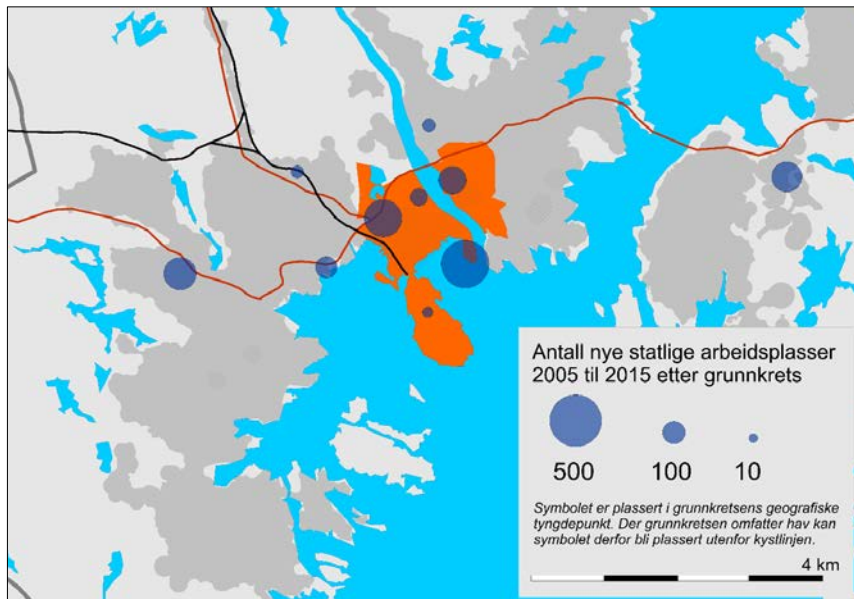 Antall nye statlige arbeidsplasser
2005 til 2015 etter grunnkrets
500 100 10
Symbolet er plassert i grunnkretsens geografiske
tyngdepunkt. Der grunnkretsen omfatter hav kan
symbolet derfor bli plassert utenfor kystlinjen.
4 km